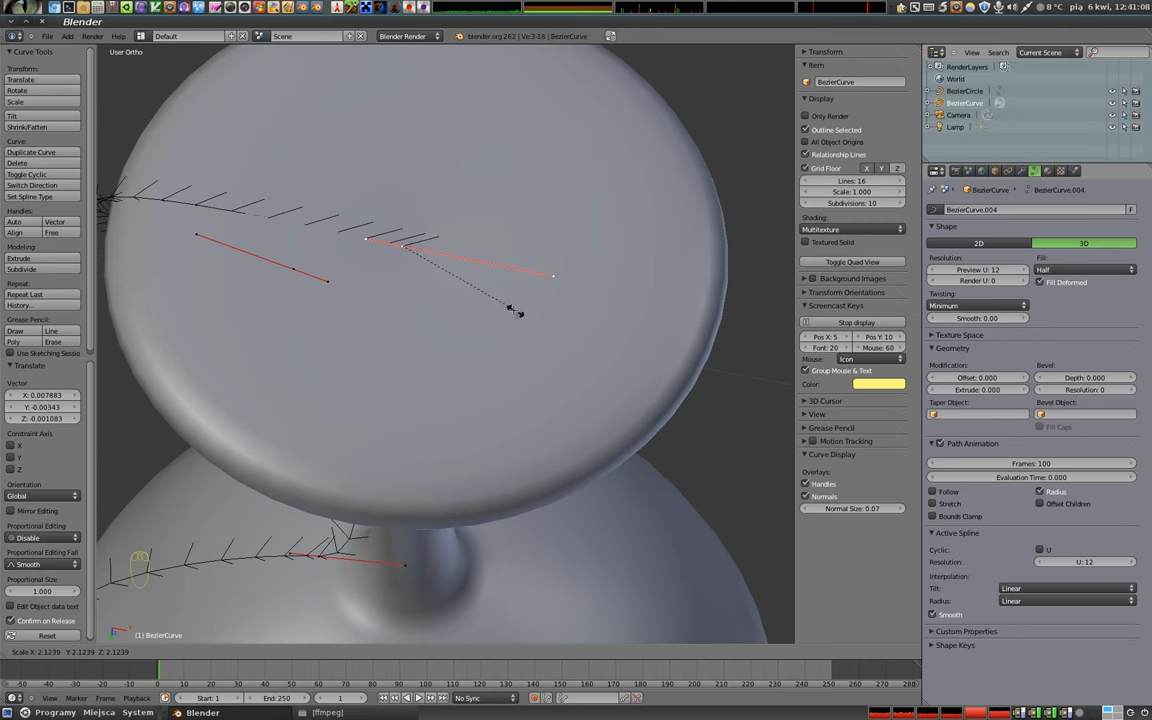 8 °C pią 6 kwi, 12:41:08
Blender
File Add Render Help
Default
Scene
Blender Render
blender.org 262 | Ve:3-18 | BezierCurve
View Search Current Scene
Curve Tools
Transform:
Translate
Rotate
Scale
Tilt
Shrink/Fatten
Curve:
Duplicate Curve
Delete
Toggle Cyclic
Switch Direction
Set Spline Type
Handles:
Auto Vector
Align Free
Modeling:
Extrude
Subdivide
Repeat:
Repeat Last
History...
Grease Pencil:
Draw Line
Poly Erase
Use Sketching Sessio
Translate
Vector
X: 0.007883
Y: -0.00343
Z: -0.001083
Constraint Axis
X
Y
Z
Orientation
Global
Mirror Editing
Proportional Editing
Disable
Proportional Editing Fall
Smooth
Proportional Size
1.000
Edit Object data text
Confirm on Release
Reset
User Ortho
(1) BezierCurve
Transform
Item
BezierCurve
Display
Only Render
Outline Selected
All Object Origins
Relationship Lines
Grid Floor X Y Z
Lines: 16
Scale: 1.000
Subdivisions: 10
Shading:
Multitexture
Textured Solid
Toggle Quad View
Background Images
Transform Orientations
Screencast Keys
Stop display
Pos X: 5 Pos Y: 10
Font: 20 Mouse: 60
Mouse: Icon
Group Mouse & Text
Color:
3D Cursor
View
Grease Pencil
Motion Tracking
Curve Display
Overlays:
Handles
Normals
Normal Size: 0.07
RenderLayers
World
BezierCircle
BezierCurve
Camera
Lamp
BezierCurve BezierCurve.004
BezierCurve.004 F
Shape
2D 3D
Resolution: Fill:
Preview U: 12 Half
Render U: 0 Fill Deformed
Twisting:
Minimum
Smooth: 0.00
Texture Space
Geometry
Modification: Bevel:
Offset: 0.000 Depth: 0.000
Extrude: 0.000 Resolution: 0
Taper Object: Bevel Object:
Fill Caps
Path Animation
Frames: 100
Evaluation Time: 0.000
Follow Radius
Stretch Offset Children
Bounds Clamp
Active Spline
Cyclic: U
Resolution: U: 12
Interpolation:
Tilt: Linear
Radius: Linear
Smooth
Custom Properties
Shape Keys
Scale X: 2.1239 Y: 2.1239 Z: 2.1239
-50 -40 -30 -20 -10 0 10 20 30 40 50 60 70 80 90 100 110 120 130 140 150 160 170 180 190 200 210 220 230 240 250 260 270 280
View Marker Frame Playback Start: 1 End: 250 1 No Sync
Programy Miejsca System Blender [ffmpeg]